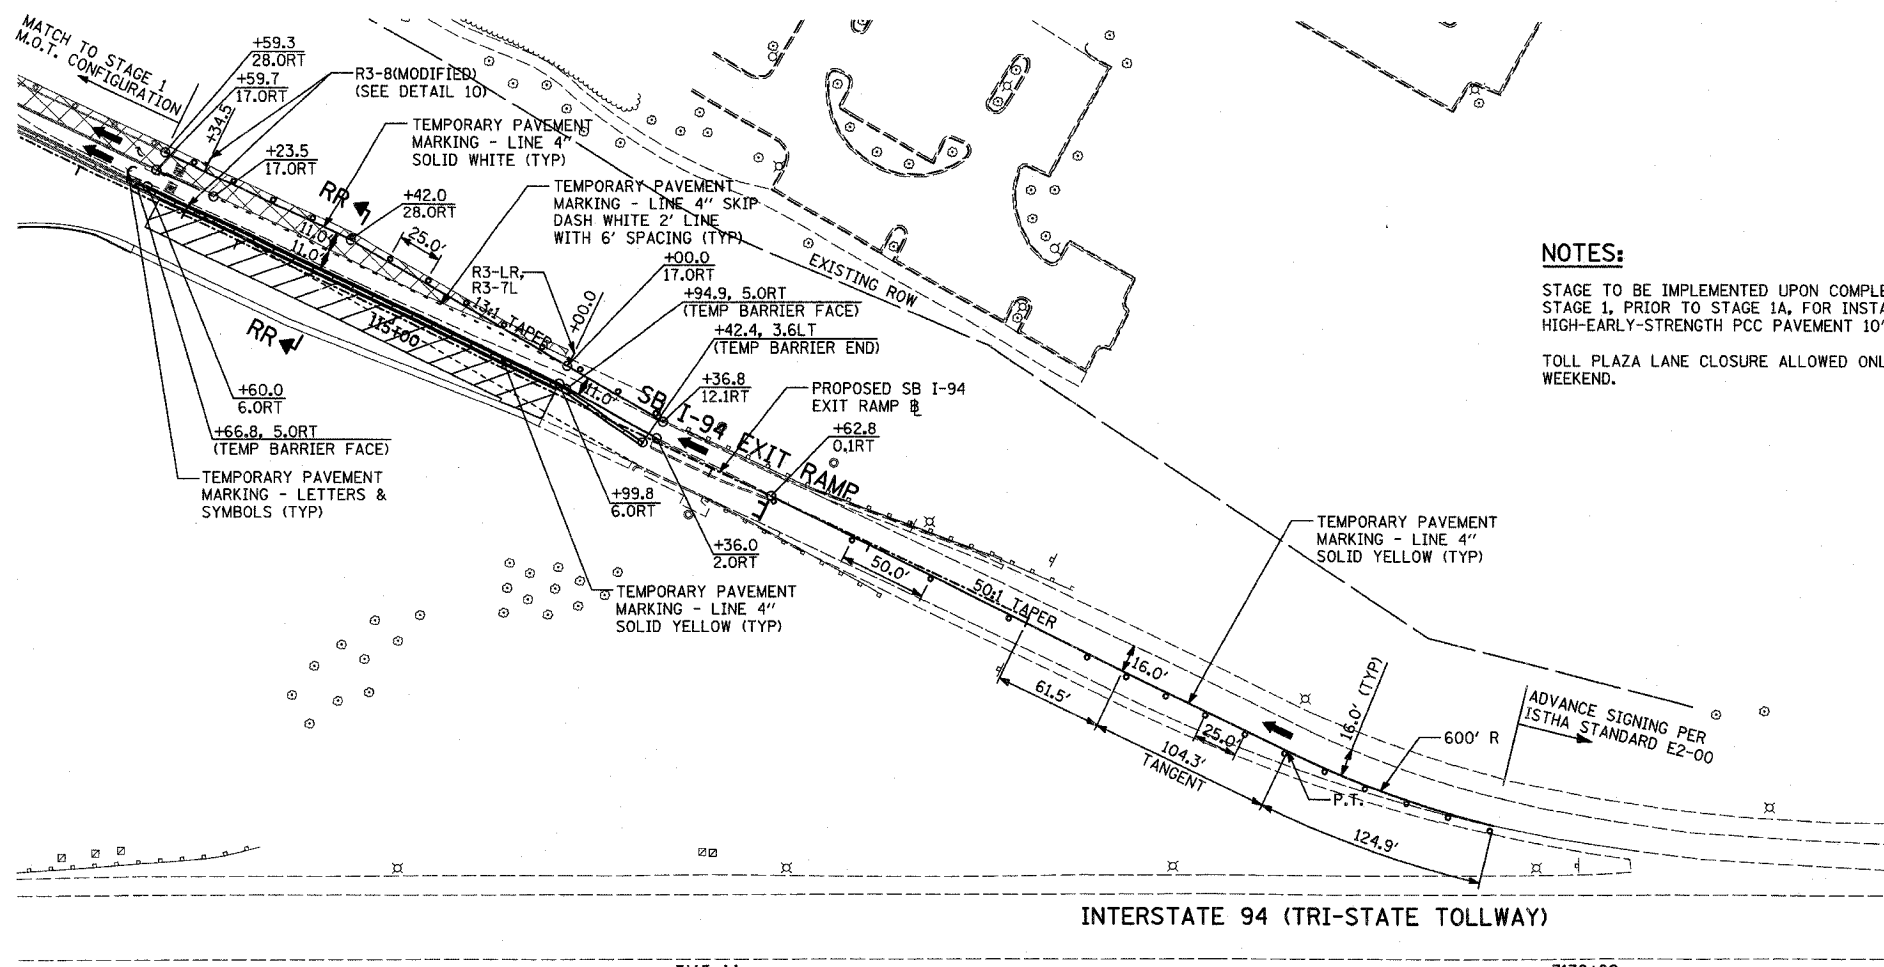 MATCH TO STAGE 1
M.O.T. CONFIGURATION
+59.3
28.0RT
+59.7
17.0RT
+34.5
R3-8(MODIFIED)
(SEE DETAIL 10)
TEMPORARY PAVEMENT
MARKING - LINE 4"
SOLID WHITE (TYP)
+23.5
17.0RT
RR
+42.0
28.0RT
TEMPORARY PAVEMENT
MARKING - LINE 4" SKIP
DASH WHITE 2' LINE
WITH 6' SPACING (TYP)
11.0'
11.0'
25.0'
R3-LR,
R3-7L
+00.0
17.0RT
+94.9, 5.0RT
(TEMP BARRIER FACE)
+42.4, 3.6LT
(TEMP BARRIER END)
EXISTING ROW
13:1 TAPER
+00.0
115+00
RR
11.0'
+36.8
12.1RT
PROPOSED SB I-94
EXIT RAMP B
+62.8
0.1RT
SB I-94 EXIT RAMP
+60.0
6.0RT
+66.8, 5.0RT
(TEMP BARRIER FACE)
TEMPORARY PAVEMENT
MARKING - LETTERS &
SYMBOLS (TYP)
+99.8
6.0RT
+36.0
2.0RT
TEMPORARY PAVEMENT
MARKING - LINE 4"
SOLID YELLOW (TYP)
50.0'
50:1 TAPER
TEMPORARY PAVEMENT
MARKING - LINE 4"
SOLID YELLOW (TYP)
NOTES:
STAGE TO BE IMPLEMENTED UPON COMPLE
STAGE 1, PRIOR TO STAGE 1A, FOR INSTA
HIGH-EARLY-STRENGTH PCC PAVEMENT 10"
TOLL PLAZA LANE CLOSURE ALLOWED ONL
WEEKEND.
16.0'
61.5'
25.0'
104.3'
TANGENT
16.0' (TYP)
P.T.
600' R
ADVANCE SIGNING PER
ISTHA STANDARD E2-00
124.9'
INTERSTATE 94 (TRI-STATE TOLLWAY)